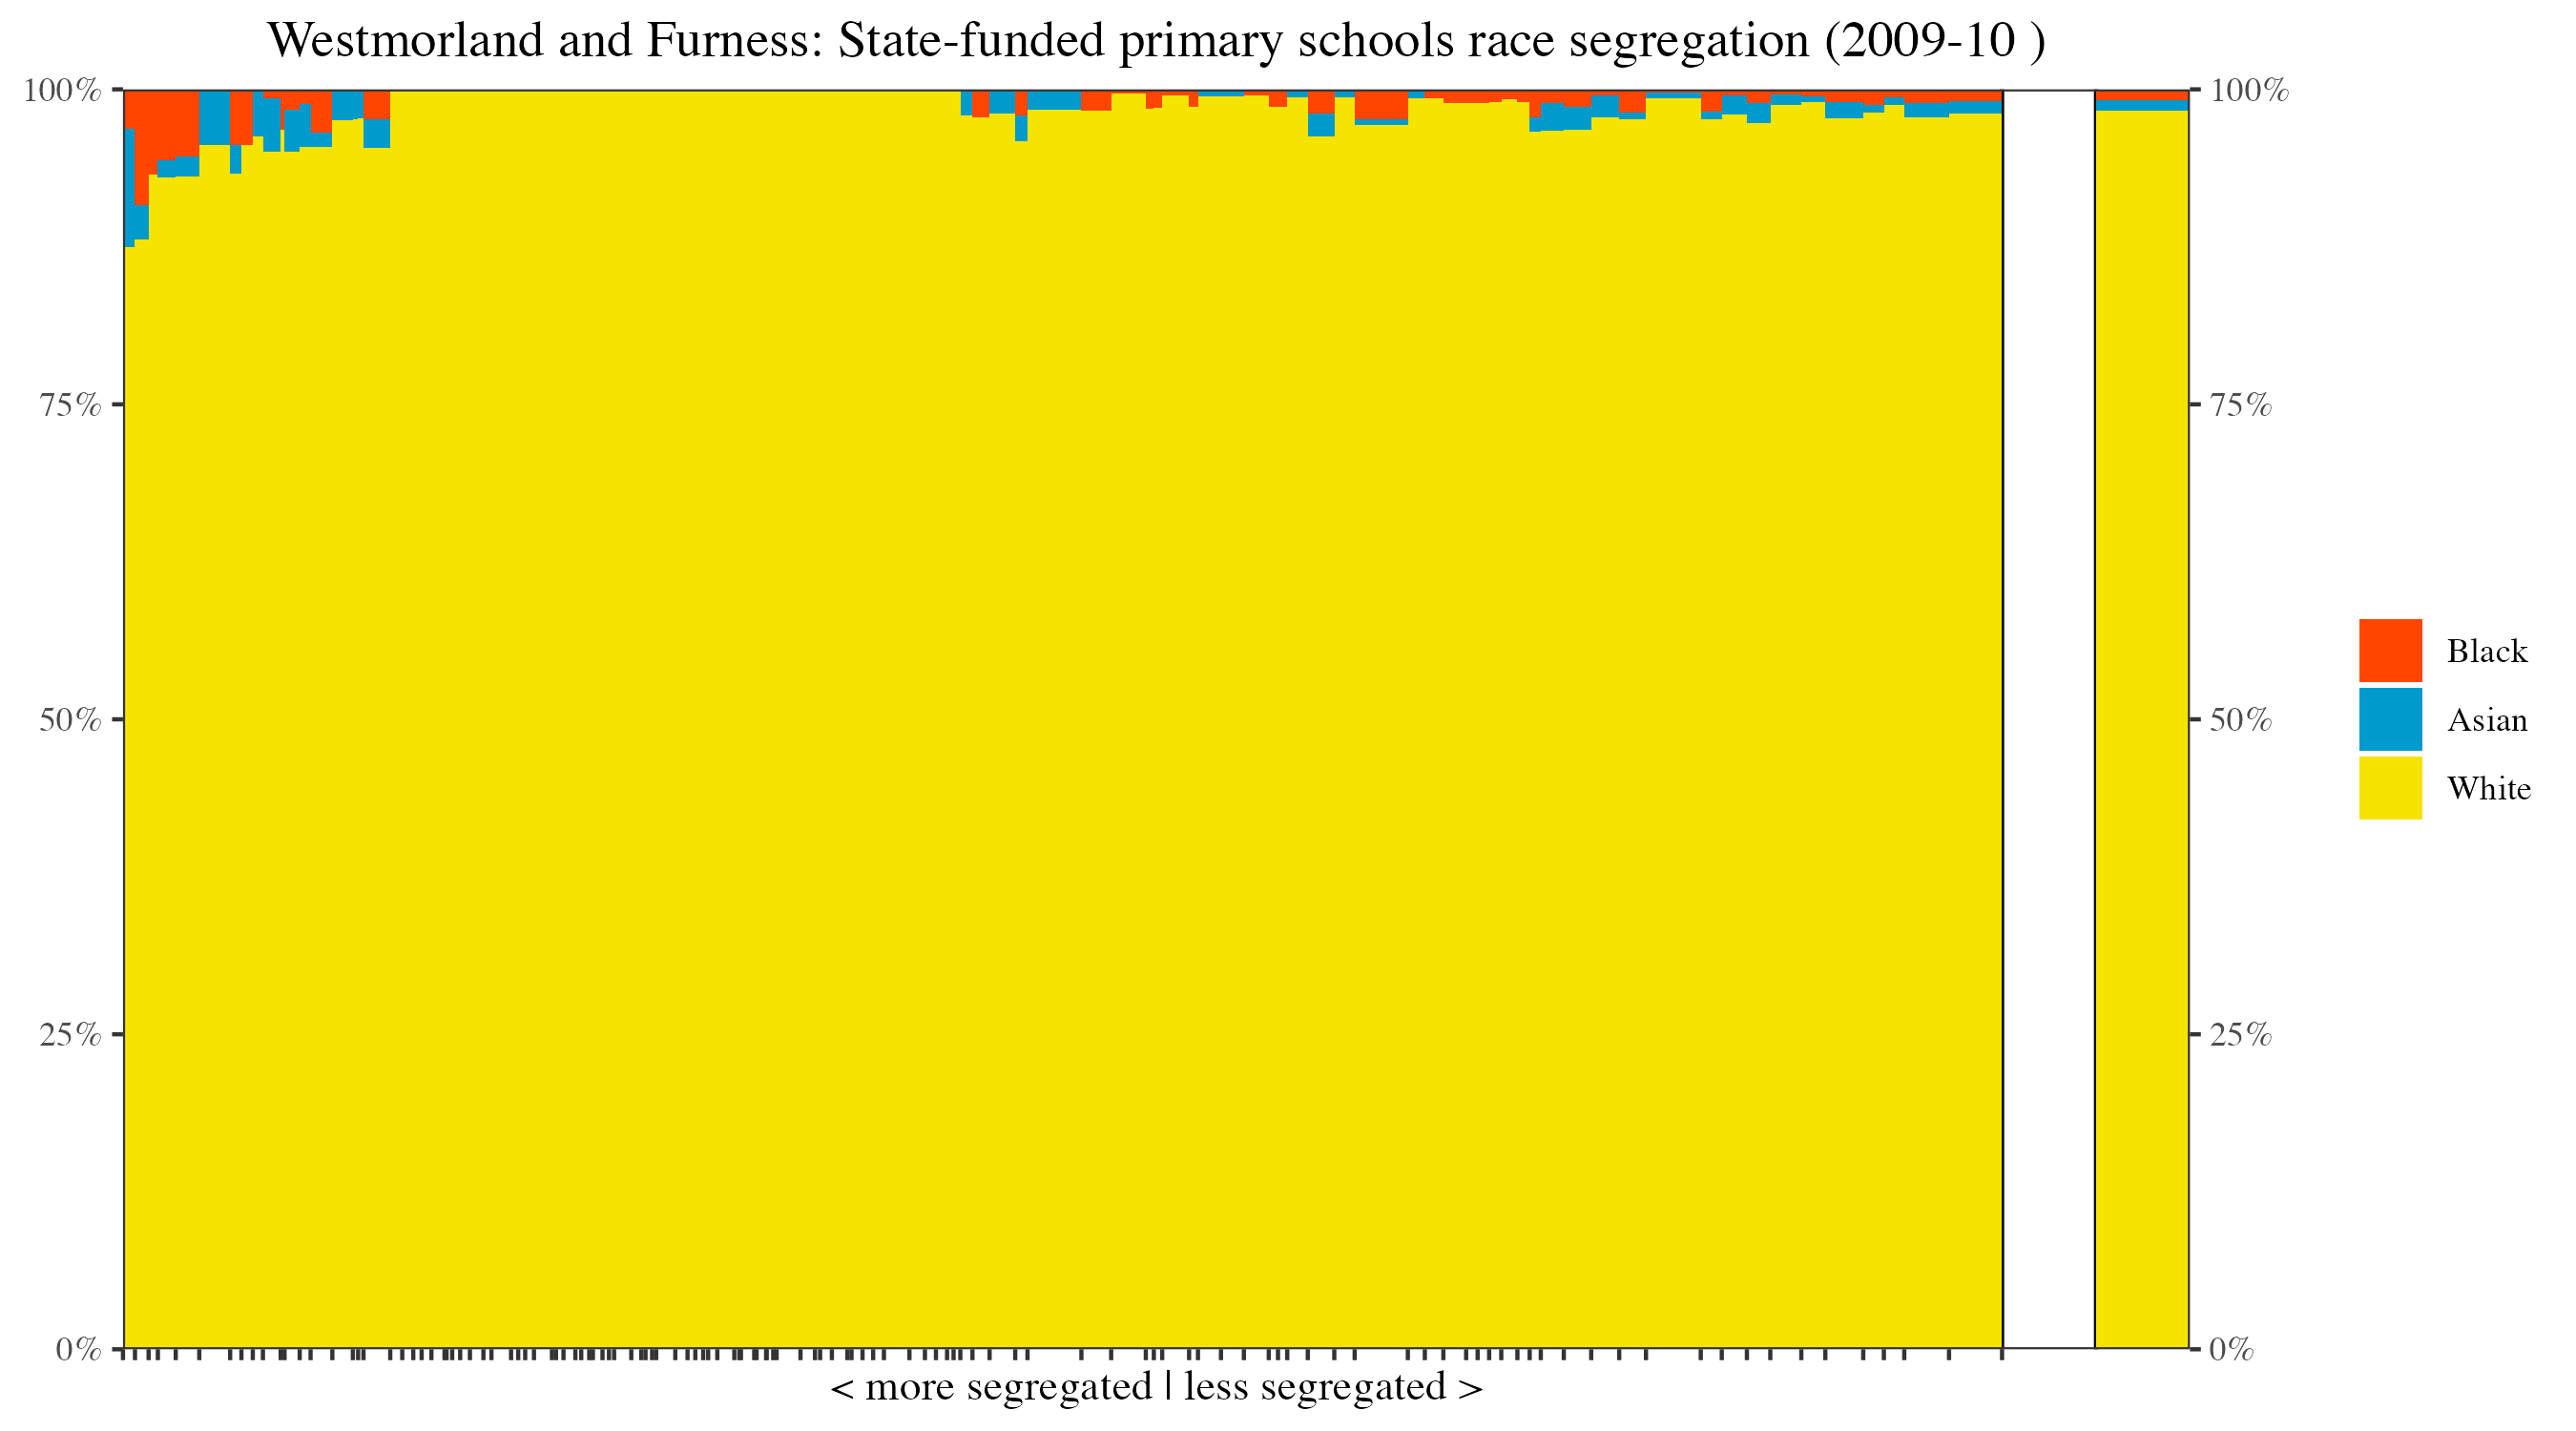 Westmorland and Furness: State-funded primary schools race segregation (2009-10 )
100%
75%
50%
25%
0%
100%
75%
50%
25%
0%
Black
Asian
White
< more segregated | less segregated >